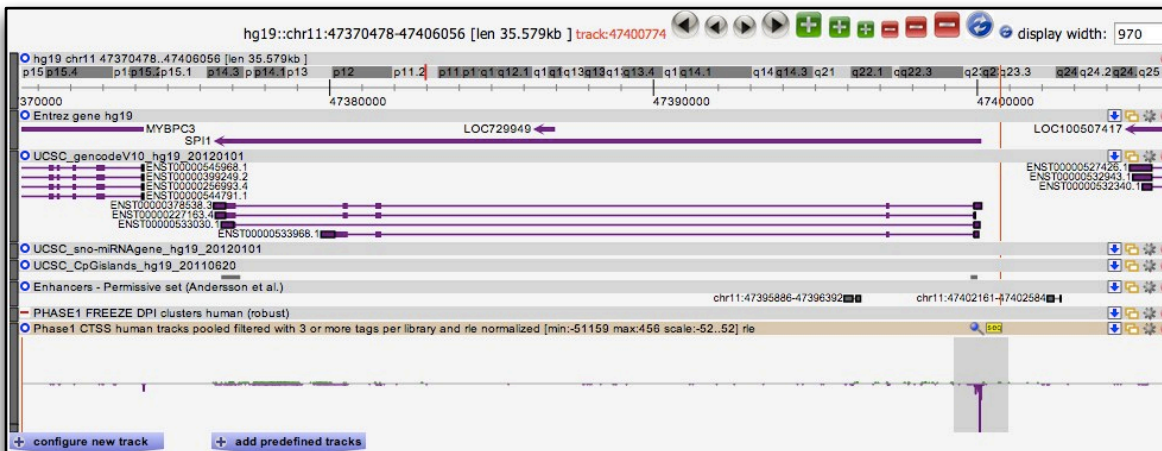 hg19::chr11:47370478-47406056 [len 35.579kb ] track:47400774 display width: 970
hg19 chr11 47370478..47406056 [len 35.579kb ]
p15 p15.4 p15.1 p14.3 p14.1 p13 p12 p11.2 q12.1 q13.4 q14.1 q14 q14.3 q21 q22.1 q22.3 q23.3 q24 q24.2 q24 q25
370000 47380000 47390000 47400000
Entrez gene hg19
MYBPC3 LOC729949 LOC100507417
SPI1
UCSC_gencodeV10_hg19_20120101
ENST00000545968.1 ENST00000527426.1
ENST00000399249.2 ENST00000532943.1
ENST00000256993.4 ENST00000532340.1
ENST00000544791.1
ENST00000378538.3
ENST00000227163.4
ENST00000533030.1
ENST00000533968.1
UCSC_sno-miRNAgene_hg19_20120101
UCSC_CpGislands_hg19_20110620
Enhancers - Permissive set (Andersson et al.)
chr11:47395886-47396392 chr11:47402161-47402584
PHASE1 FREEZE DPI clusters human (robust)
Phase1 CTSS human tracks pooled filtered with 3 or more tags per library and rle normalized [min:-51159 max:456 scale:-52..52] rle seq
configure new track add predefined tracks